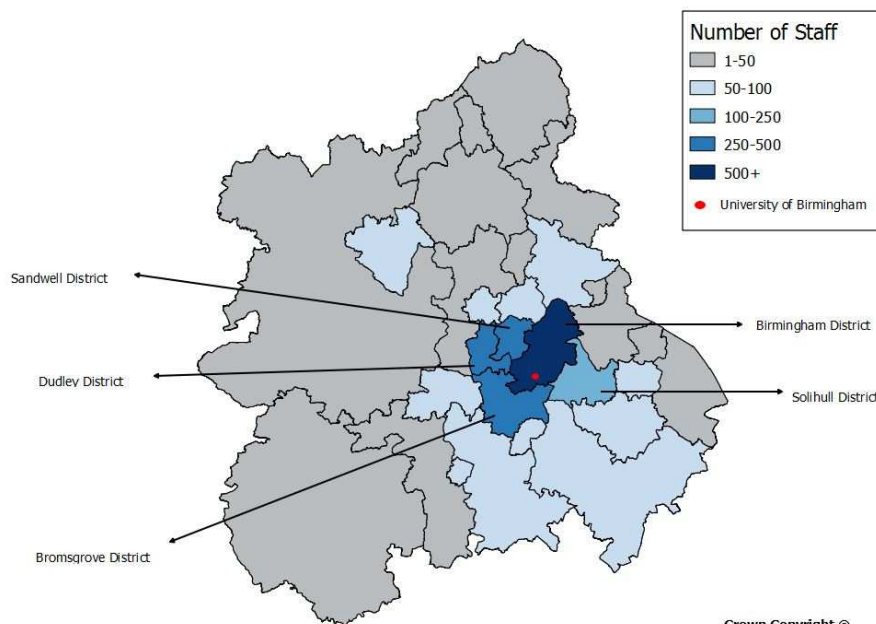 Number of Staff
1-50
50-100
100-250
250-500
500+
University of Birmingham
Sandwell District
Birmingham District
Dudley District
Solihull District
Bromsgrove District
Crown Copyright ©